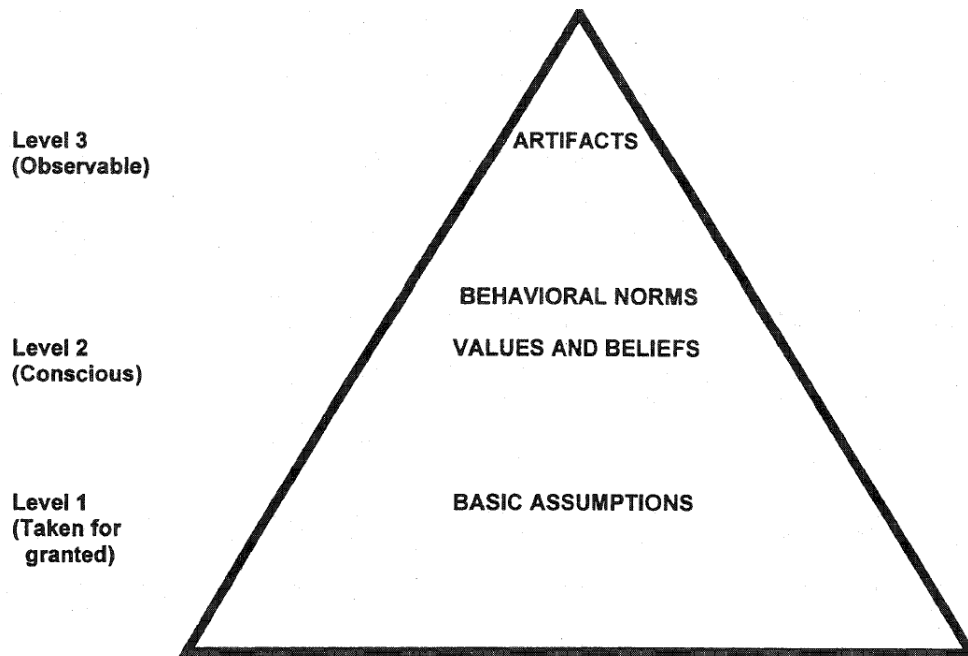 Level 3
(Observable)
ARTIFACTS
BEHAVIORAL NORMS
Level 2
(Conscious)
VALUES AND BELIEFS
Level 1
(Taken for
granted)
BASIC ASSUMPTIONS